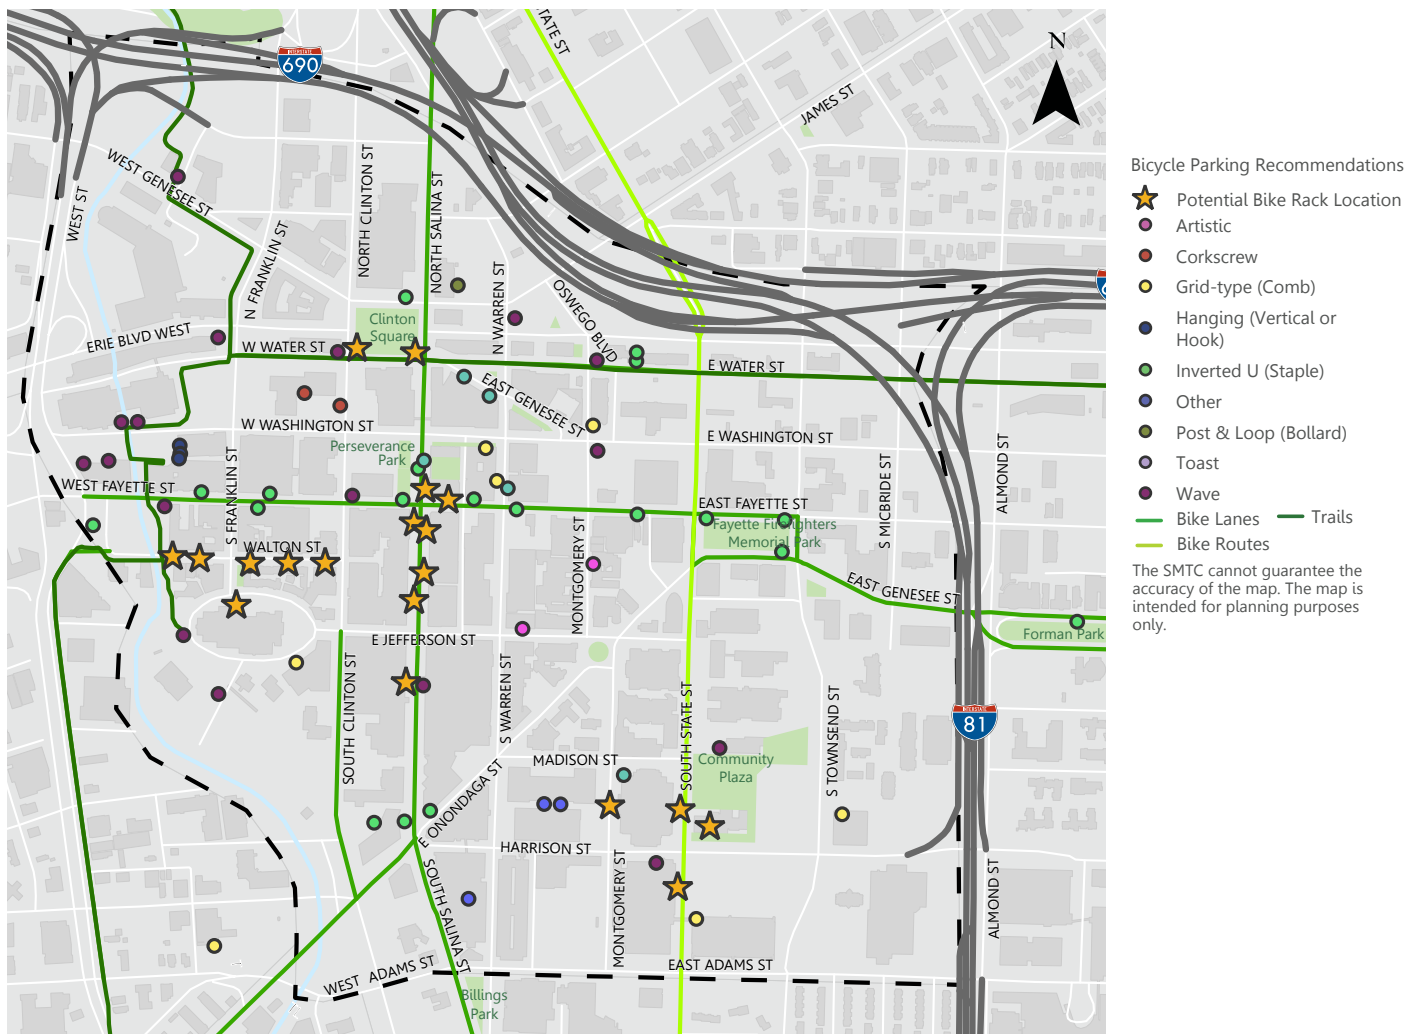 INTERSTATE
690
TATE ST
N
JAMES ST
WEST GENESEE ST
WEST ST
N FRANKLIN ST
NORTH CLINTON ST
NORTH SALINA ST
N WARREN ST
OSWEGO BLVD
Clinton
Square
ERIE BLVD WEST
W WATER ST
E WATER ST
EAST GENESEE ST
W WASHINGTON ST
E WASHINGTON ST
Perseverance
Park
WEST FAYETTE ST
EAST FAYETTE ST
Fayette Firefighters
Memorial Park
S FRANKLIN ST
WALTON ST
MONTGOMERY ST
S MCBRIDE ST
ALMOND ST
EAST GENESEE ST
Forman Park
E JEFFERSON ST
SOUTH CLINTON ST
S WARREN ST
SOUTH STATE ST
S TOWNSEND ST
INTERSTATE
81
MADISON ST
Community
Plaza
E ONONDAGA ST
HARRISON ST
SOUTH SALINA ST
MONTGOMERY ST
ALMOND ST
WEST ADAMS ST
EAST ADAMS ST
Billings
Park
Bicycle Parking Recommendations
Potential Bike Rack Location
Artistic
Corkscrew
Grid-type (Comb)
Hanging (Vertical or
Hook)
Inverted U (Staple)
Other
Post & Loop (Bollard)
Toast
Wave
Bike Lanes
Trails
Bike Routes
The SMTC cannot guarantee the
accuracy of the map. The map is
intended for planning purposes
only.